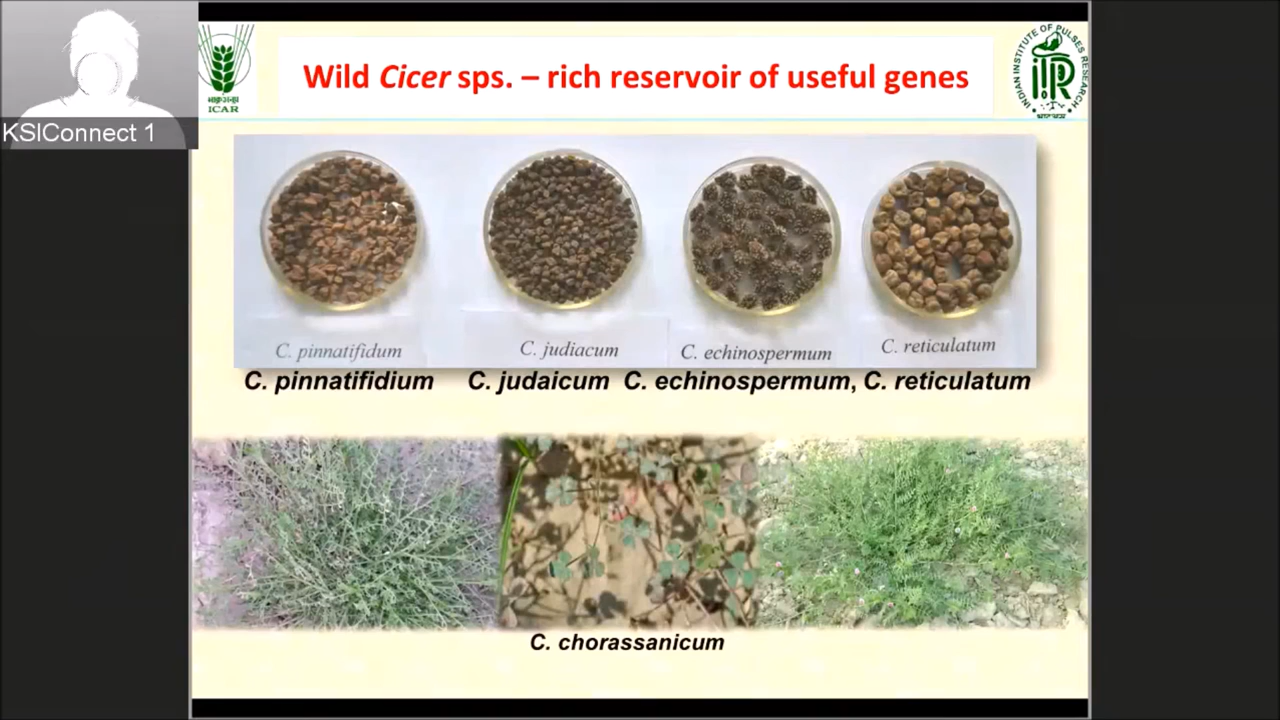 KSIConnect 1
ICAR
Wild Cicer sps. – rich reservoir of useful genes
INDIAN INSTITUTE OF PULSES RESEARCH
C. pinnatifidum
C. judiacum
C. echinospermum
C. reticulatum
C. pinnatifidium C. judaicum C. echinospermum, C. reticulatum
C. chorassanicum